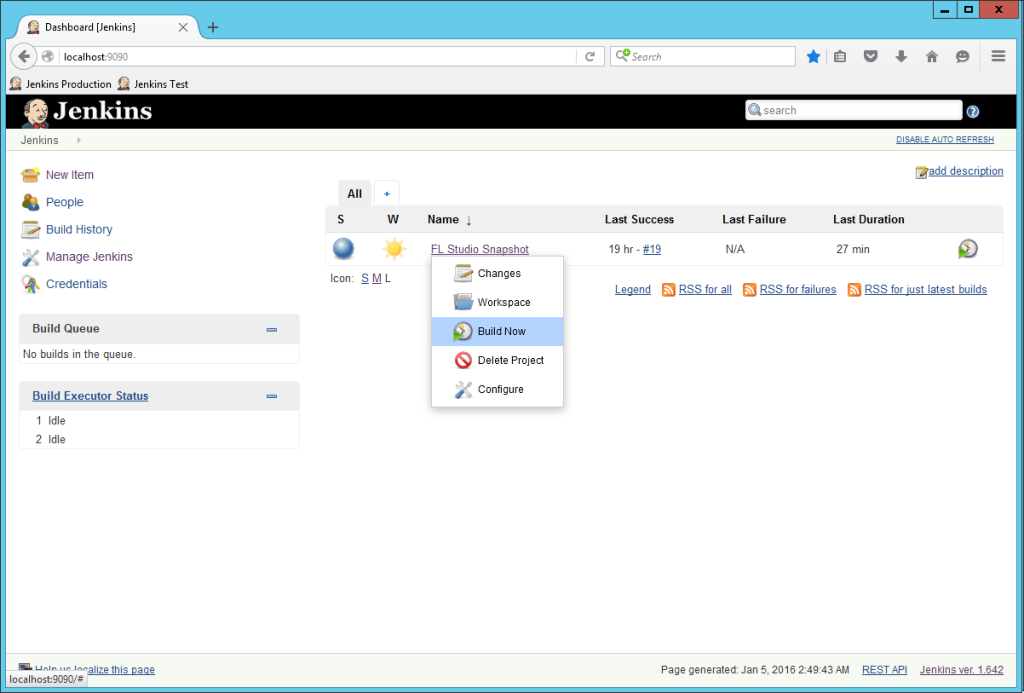 Dashboard [Jenkins]
localhost:9090
Search
Jenkins Production Jenkins Test
Jenkins
search
Jenkins
DISABLE AUTO REFRESH
New Item
People
Build History
Manage Jenkins
Credentials
Build Queue
No builds in the queue.
Build Executor Status
1 Idle
2 Idle
add description
All +
S W Name ↓ Last Success Last Failure Last Duration
FL Studio Snapshot 19 hr - #19 N/A 27 min
Icon: S M L
Changes
Workspace
Build Now
Delete Project
Configure
Legend RSS for all RSS for failures RSS for just latest builds
Help us localize this page
localhost:9090/#
Page generated: Jan 5, 2016 2:49:43 AM REST API Jenkins ver. 1.642